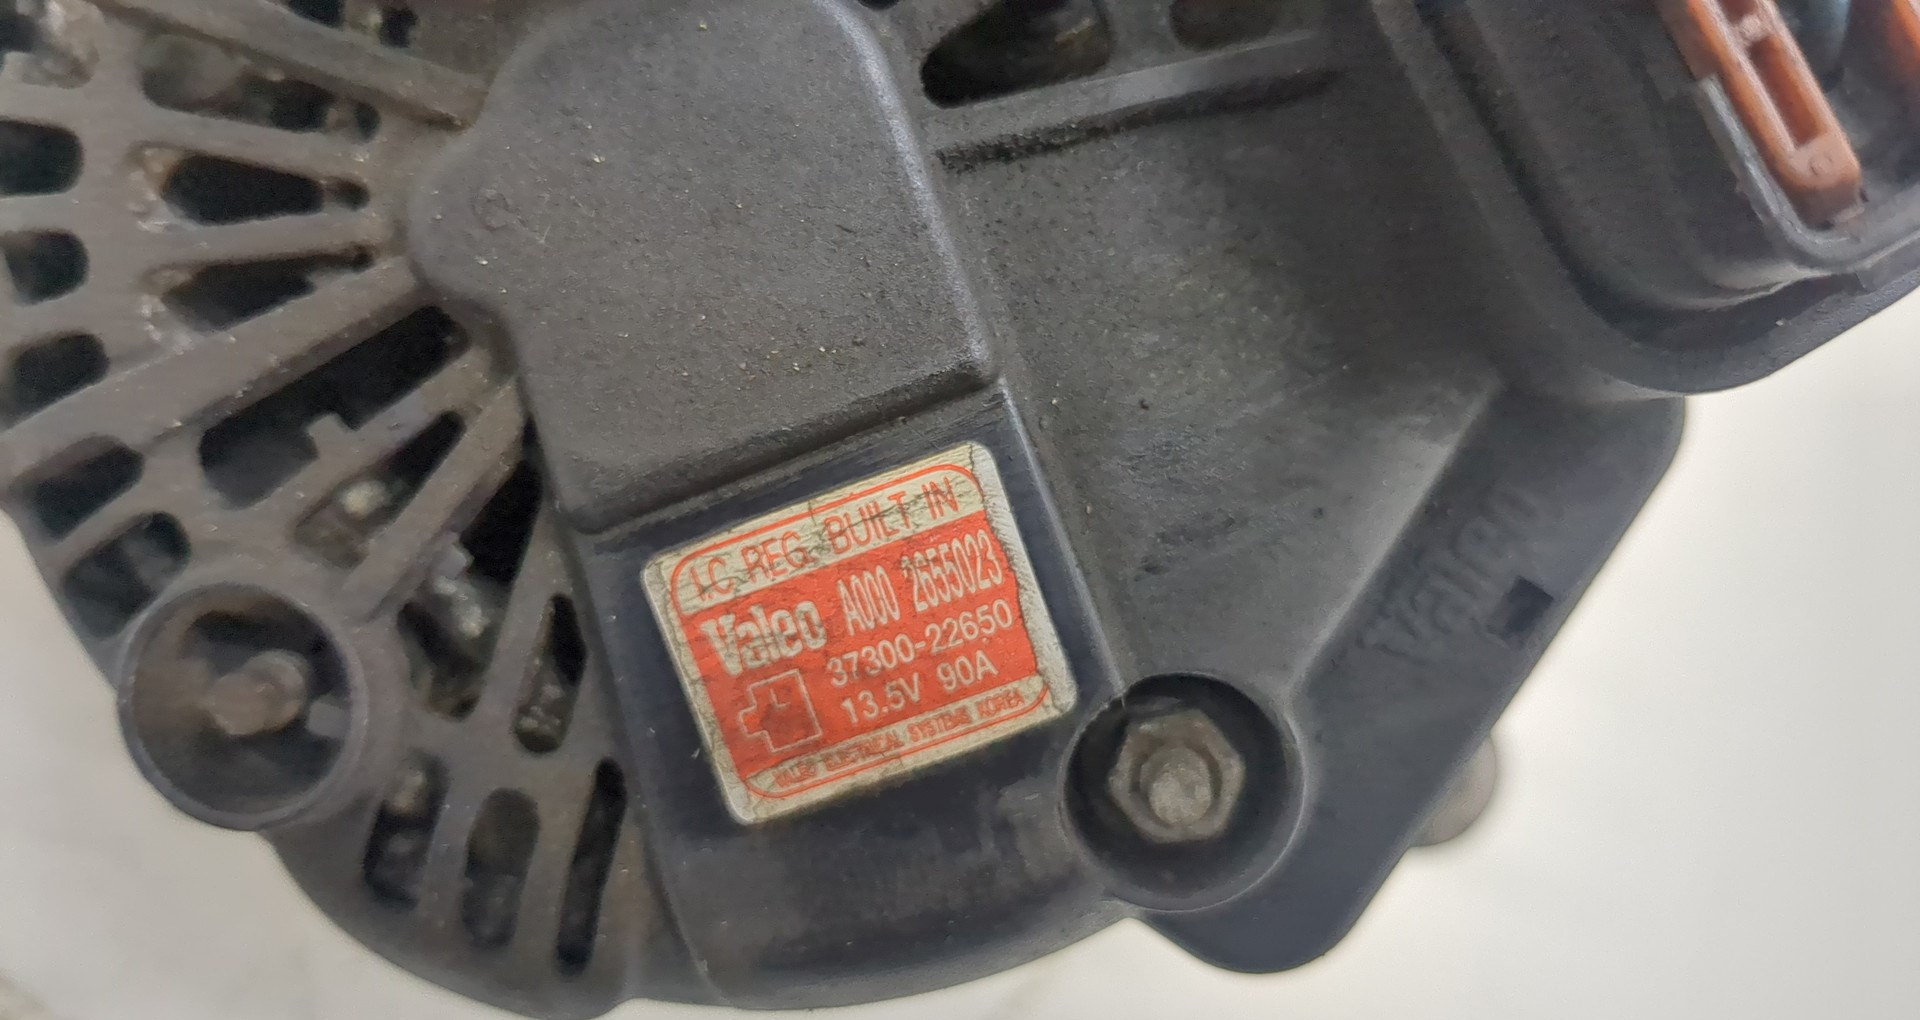 I.C. REG. BUILT IN
Valeo A000 2655023
37300-22650
13.5V 90A
VALEO ELECTRICAL SYSTEMS KOREA
Valeo